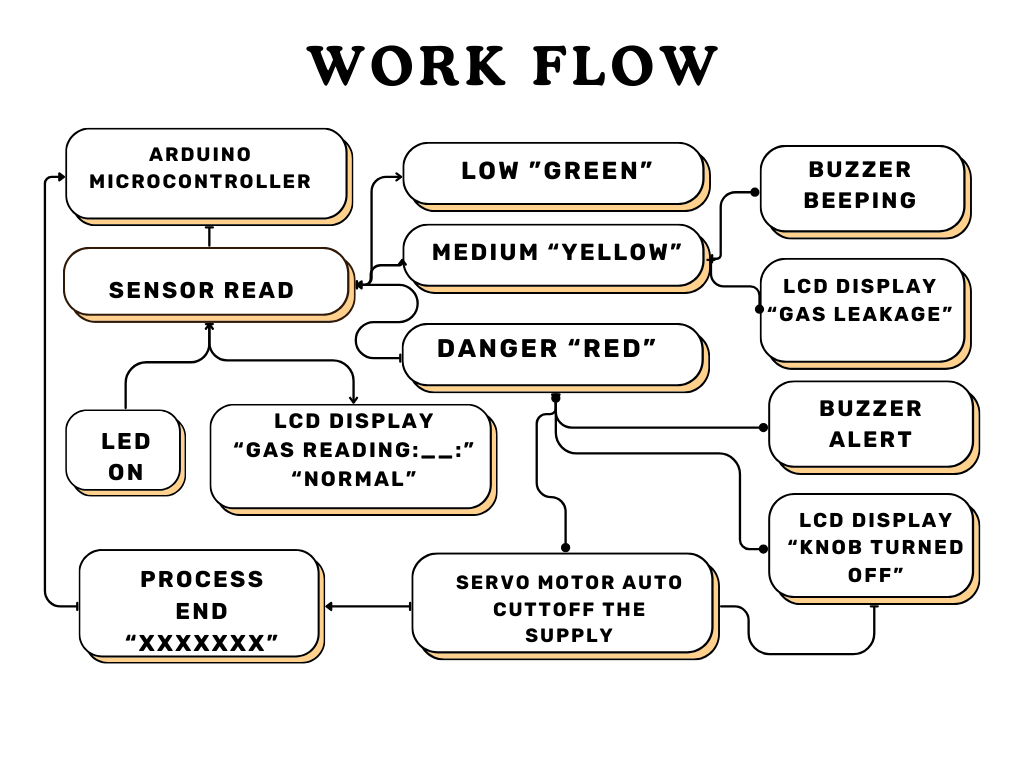 WORK FLOW
ARDUINO
MICROCONTROLLER
SENSOR READ
LED
ON
LCD DISPLAY
“GAS READING:__:”
“NORMAL”
LOW ”GREEN”
MEDIUM “YELLOW”
DANGER “RED”
BUZZER
BEEPING
LCD DISPLAY
“GAS LEAKAGE”
BUZZER
ALERT
LCD DISPLAY
“KNOB TURNED
OFF”
SERVO MOTOR AUTO
CUTTOFF THE
SUPPLY
PROCESS
END
“XXXXXXX”